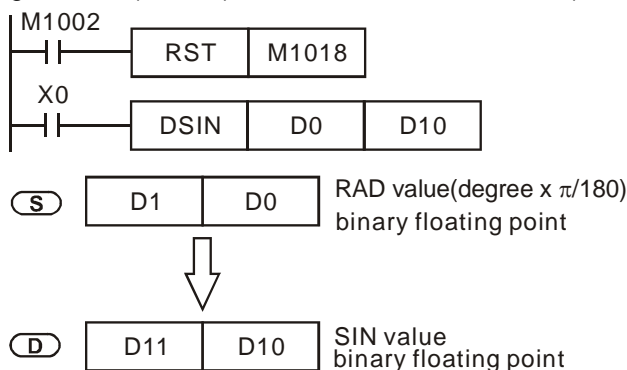 M1002
RST M1018
X0
DSIN D0 D10
S D1 D0 RAD value(degree x π/180)
binary floating point
D D11 D10 SIN value
binary floating point